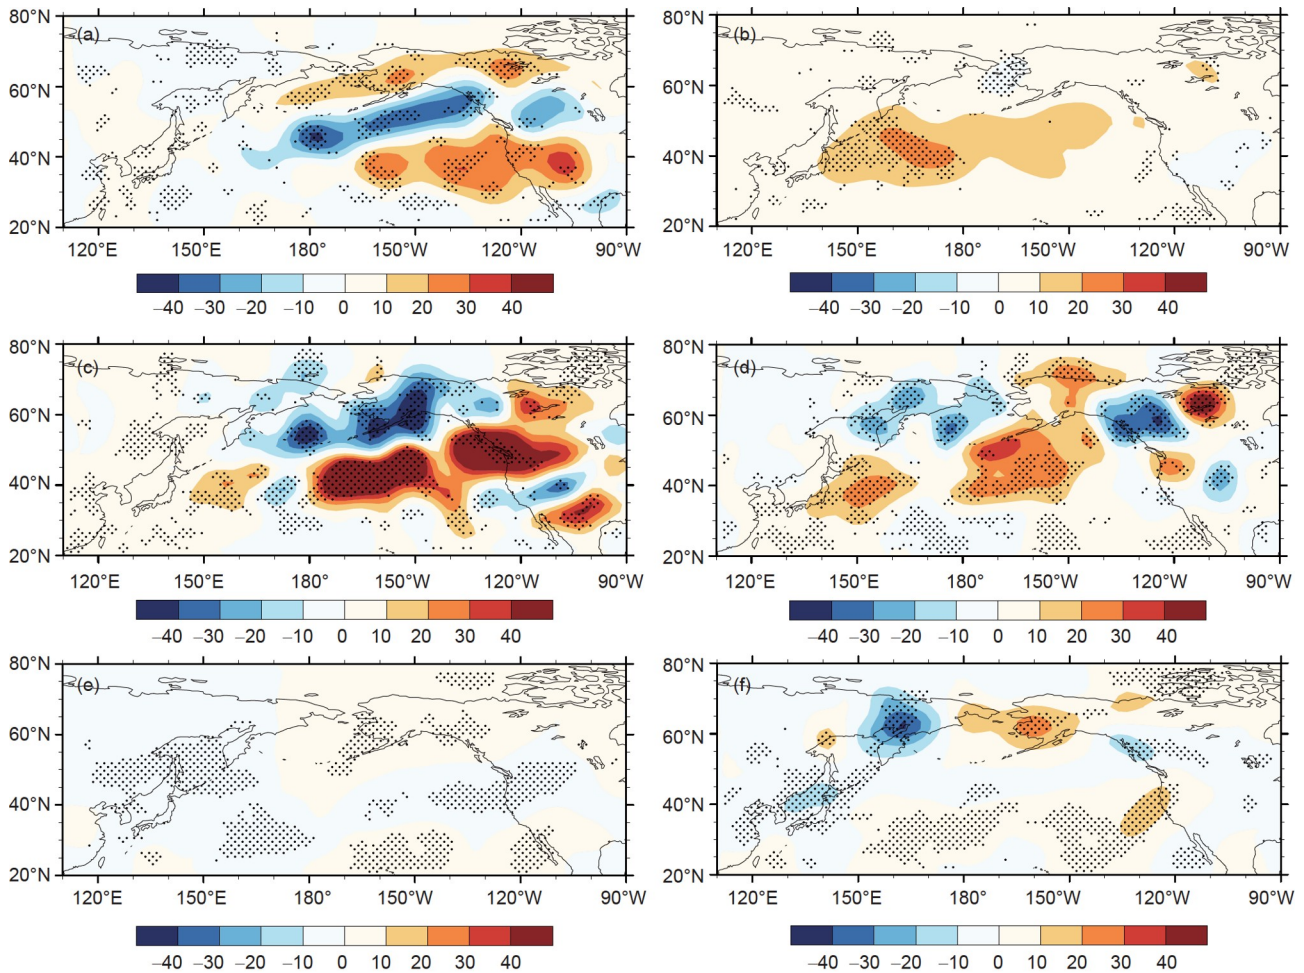 80°N (a) 80°N (b)
60°N 60°N
40°N 40°N
20°N 20°N
120°E 150°E 180° 150°W 120°W 90°W 120°E 150°E 180° 150°W 120°W 90°W
−40 −30 −20 −10 0 10 20 30 40 −40 −30 −20 −10 0 10 20 30 40
80°N (c) 80°N (d)
60°N 60°N
40°N 40°N
20°N 20°N
120°E 150°E 180° 150°W 120°W 90°W 120°E 150°E 180° 150°W 120°W 90°W
−40 −30 −20 −10 0 10 20 30 40 −40 −30 −20 −10 0 10 20 30 40
80°N (e) 80°N (f)
60°N 60°N
40°N 40°N
20°N 20°N
120°E 150°E 180° 150°W 120°W 90°W 120°E 150°E 180° 150°W 120°W 90°W
−40 −30 −20 −10 0 10 20 30 40 −40 −30 −20 −10 0 10 20 30 40